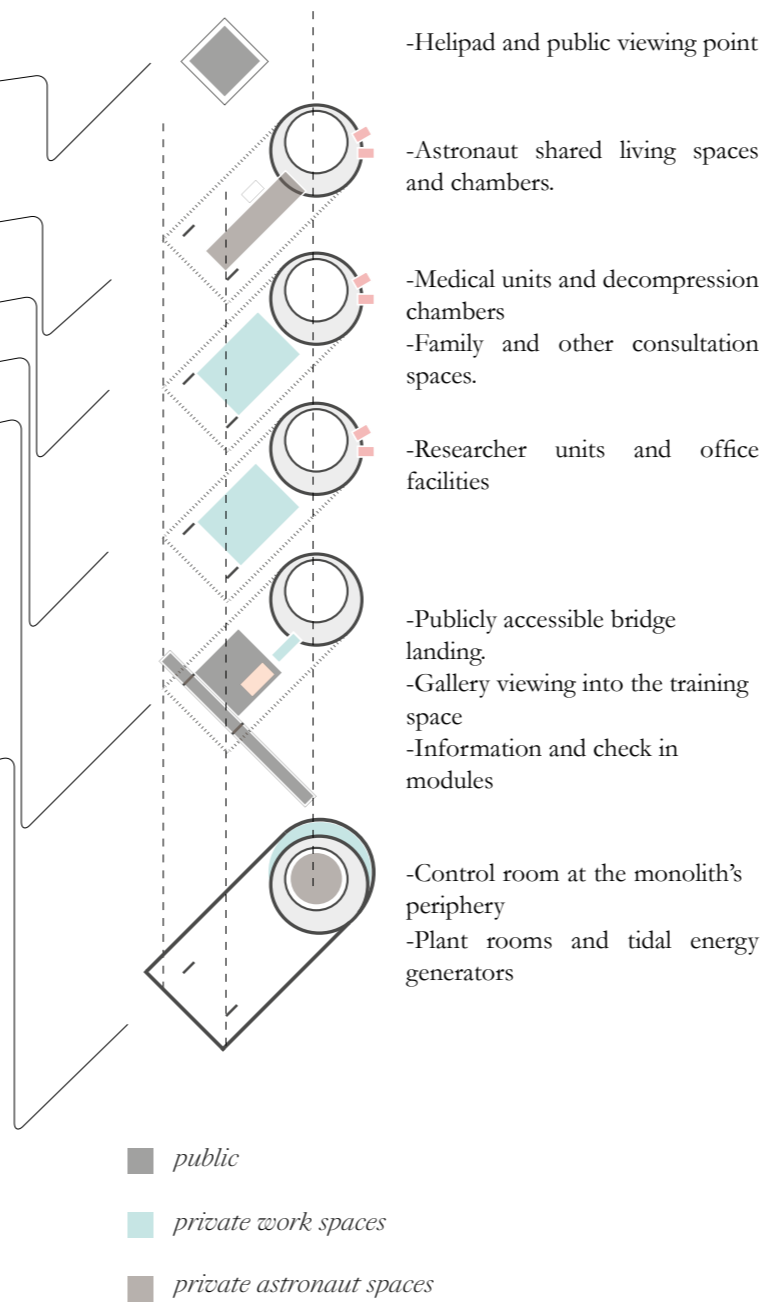 -Helipad and public viewing point
-Astronaut shared living spaces
and chambers.
-Medical units and decompression
chambers
-Family and other consultation
spaces.
-Researcher units and office
facilities
-Publicly accessible bridge
landing.
-Gallery viewing into the training
space
-Information and check in
modules
-Control room at the monolith's
periphery
-Plant rooms and tidal energy
generators
public
private work spaces
private astronaut spaces